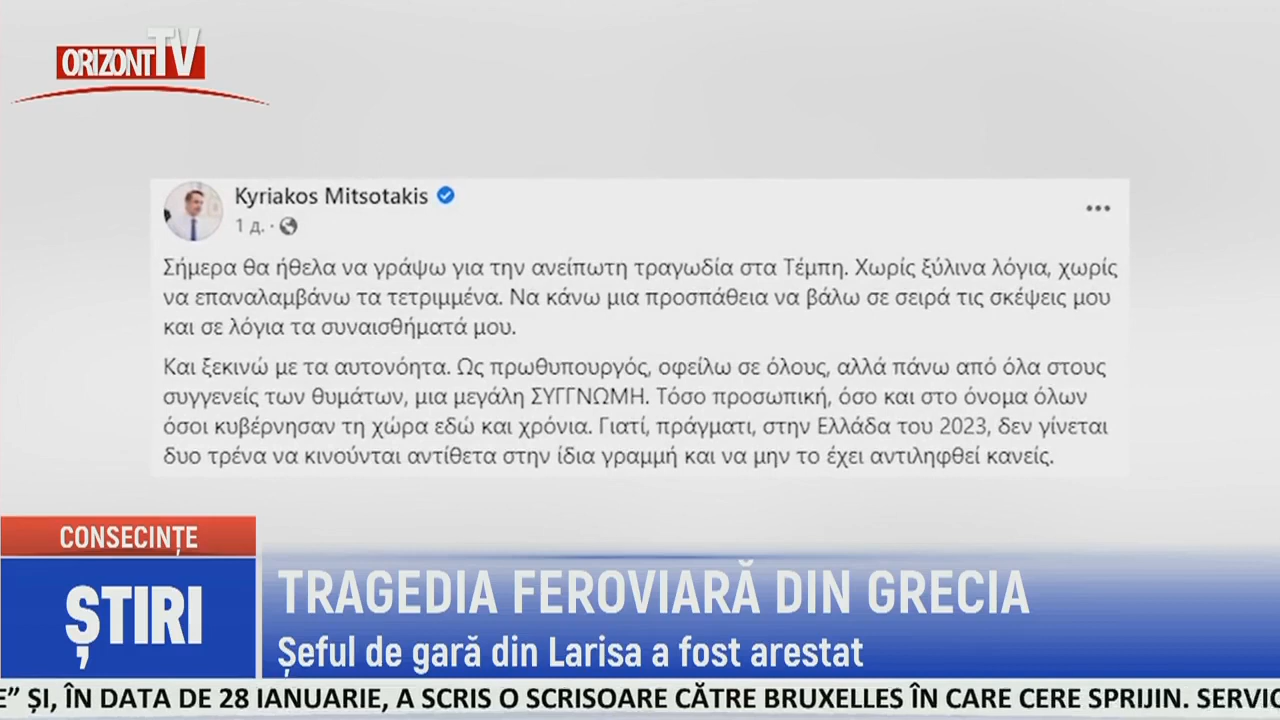 ORIZONT TV
Kyriakos Mitsotakis
1 д. ·
Σήμερα θα ήθελα να γράψω για την ανείπωτη τραγωδία στα Τέμπη. Χωρίς ξύλινα λόγια, χωρίς
να επαναλαμβάνω τα τετριμμένα. Να κάνω μια προσπάθεια να βάλω σε σειρά τις σκέψεις μου
και σε λόγια τα συναισθήματά μου.
Και ξεκινώ με τα αυτονόητα. Ως πρωθυπουργός, οφείλω σε όλους, αλλά πάνω από όλα στους
συγγενείς των θυμάτων, μια μεγάλη ΣΥΓΓΝΩΜΗ. Τόσο προσωπική, όσο και στο όνομα όλων
όσοι κυβέρνησαν τη χώρα εδώ και χρόνια. Γιατί, πράγματι, στην Ελλάδα του 2023, δεν γίνεται
δυο τρένα να κινούνται αντίθετα στην ίδια γραμμή και να μην το έχει αντιληφθεί κανείς.
CONSECINȚE
ȘTIRI
TRAGEDIA FEROVIARĂ DIN GRECIA
Șeful de gară din Larisa a fost arestat
E” ȘI, ÎN DATA DE 28 IANUARIE, A SCRIS O SCRISOARE CĂTRE BRUXELLES ÎN CARE CERE SPRIJIN. SERVIC